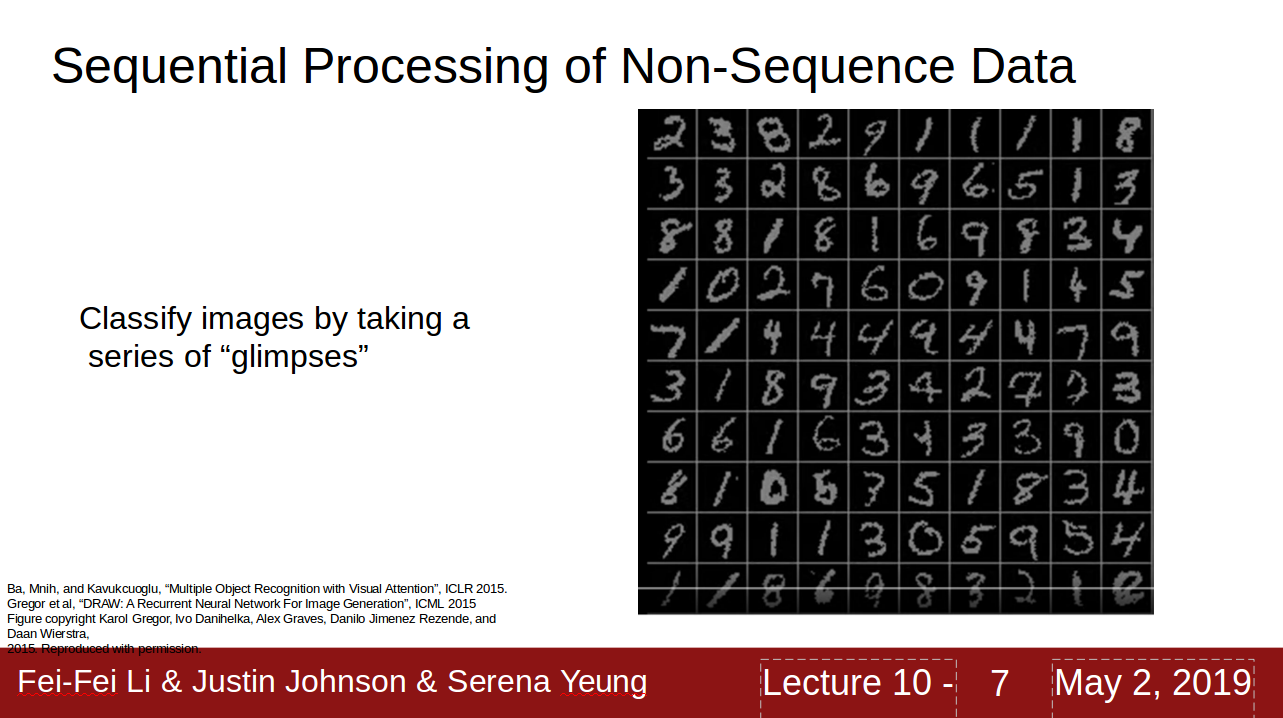 Sequential Processing of Non-Sequence Data
2 3 8 2 9 1 1 1 1 8
3 3 2 8 6 9 6 5 1 3
8 8 1 8 1 6 9 8 3 4
1 0 2 7 6 0 9 1 4 5
7 1 4 4 4 9 4 4 7 9
3 1 8 9 3 4 2 7 2 3
6 6 1 6 3 4 3 3 9 0
8 1 0 6 7 5 1 8 3 4
9 9 1 1 3 0 5 9 5 4
1 1 8 6 9 8 3 2 1
Classify images by taking a
series of “glimpses”
Ba, Mnih, and Kavukcuoglu, “Multiple Object Recognition with Visual Attention”, ICLR 2015.
Gregor et al, “DRAW: A Recurrent Neural Network For Image Generation”, ICML 2015
Figure copyright Karol Gregor, Ivo Danihelka, Alex Graves, Danilo Jimenez Rezende, and
Daan Wierstra,
2015. Reproduced with permission.
Fei-Fei Li & Justin Johnson & Serena Yeung
Lecture 10 -
7
May 2, 2019